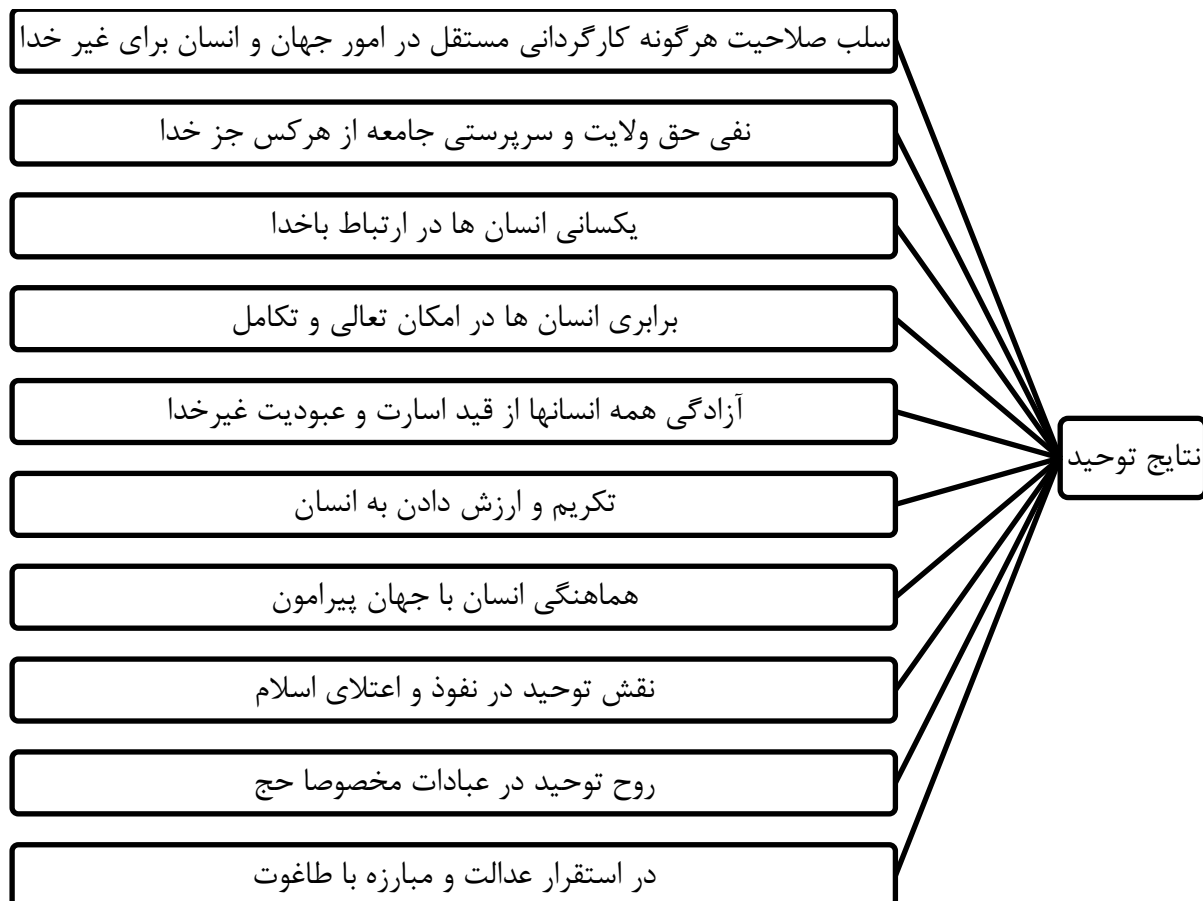 نتایج توحید
سلب صلاحیت هرگونه کارگردانی مستقل در امور جهان و انسان برای غیر خدا
نفی حق ولایت و سرپرستی جامعه از هرکس جز خدا
یکسانی انسان ها در ارتباط باخدا
برابری انسان ها در امکان تعالی و تکامل
آزادگی همه انسانها از قید اسارت و عبودیت غیرخدا
تکریم و ارزش دادن به انسان
هماهنگی انسان با جهان پیرامون
نقش توحید در نفوذ و اعتلای اسلام
روح توحید در عبادات مخصوصا حج
در استقرار عدالت و مبارزه با طاغوت